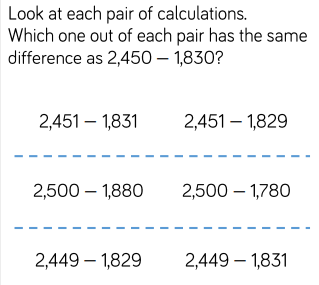 Look at each pair of calculations.
Which one out of each pair has the same
difference as 2,450 – 1,830?
2,451 – 1,831 2,451 – 1,829
2,500 – 1,880 2,500 – 1,780
2,449 – 1,829 2,449 – 1,831